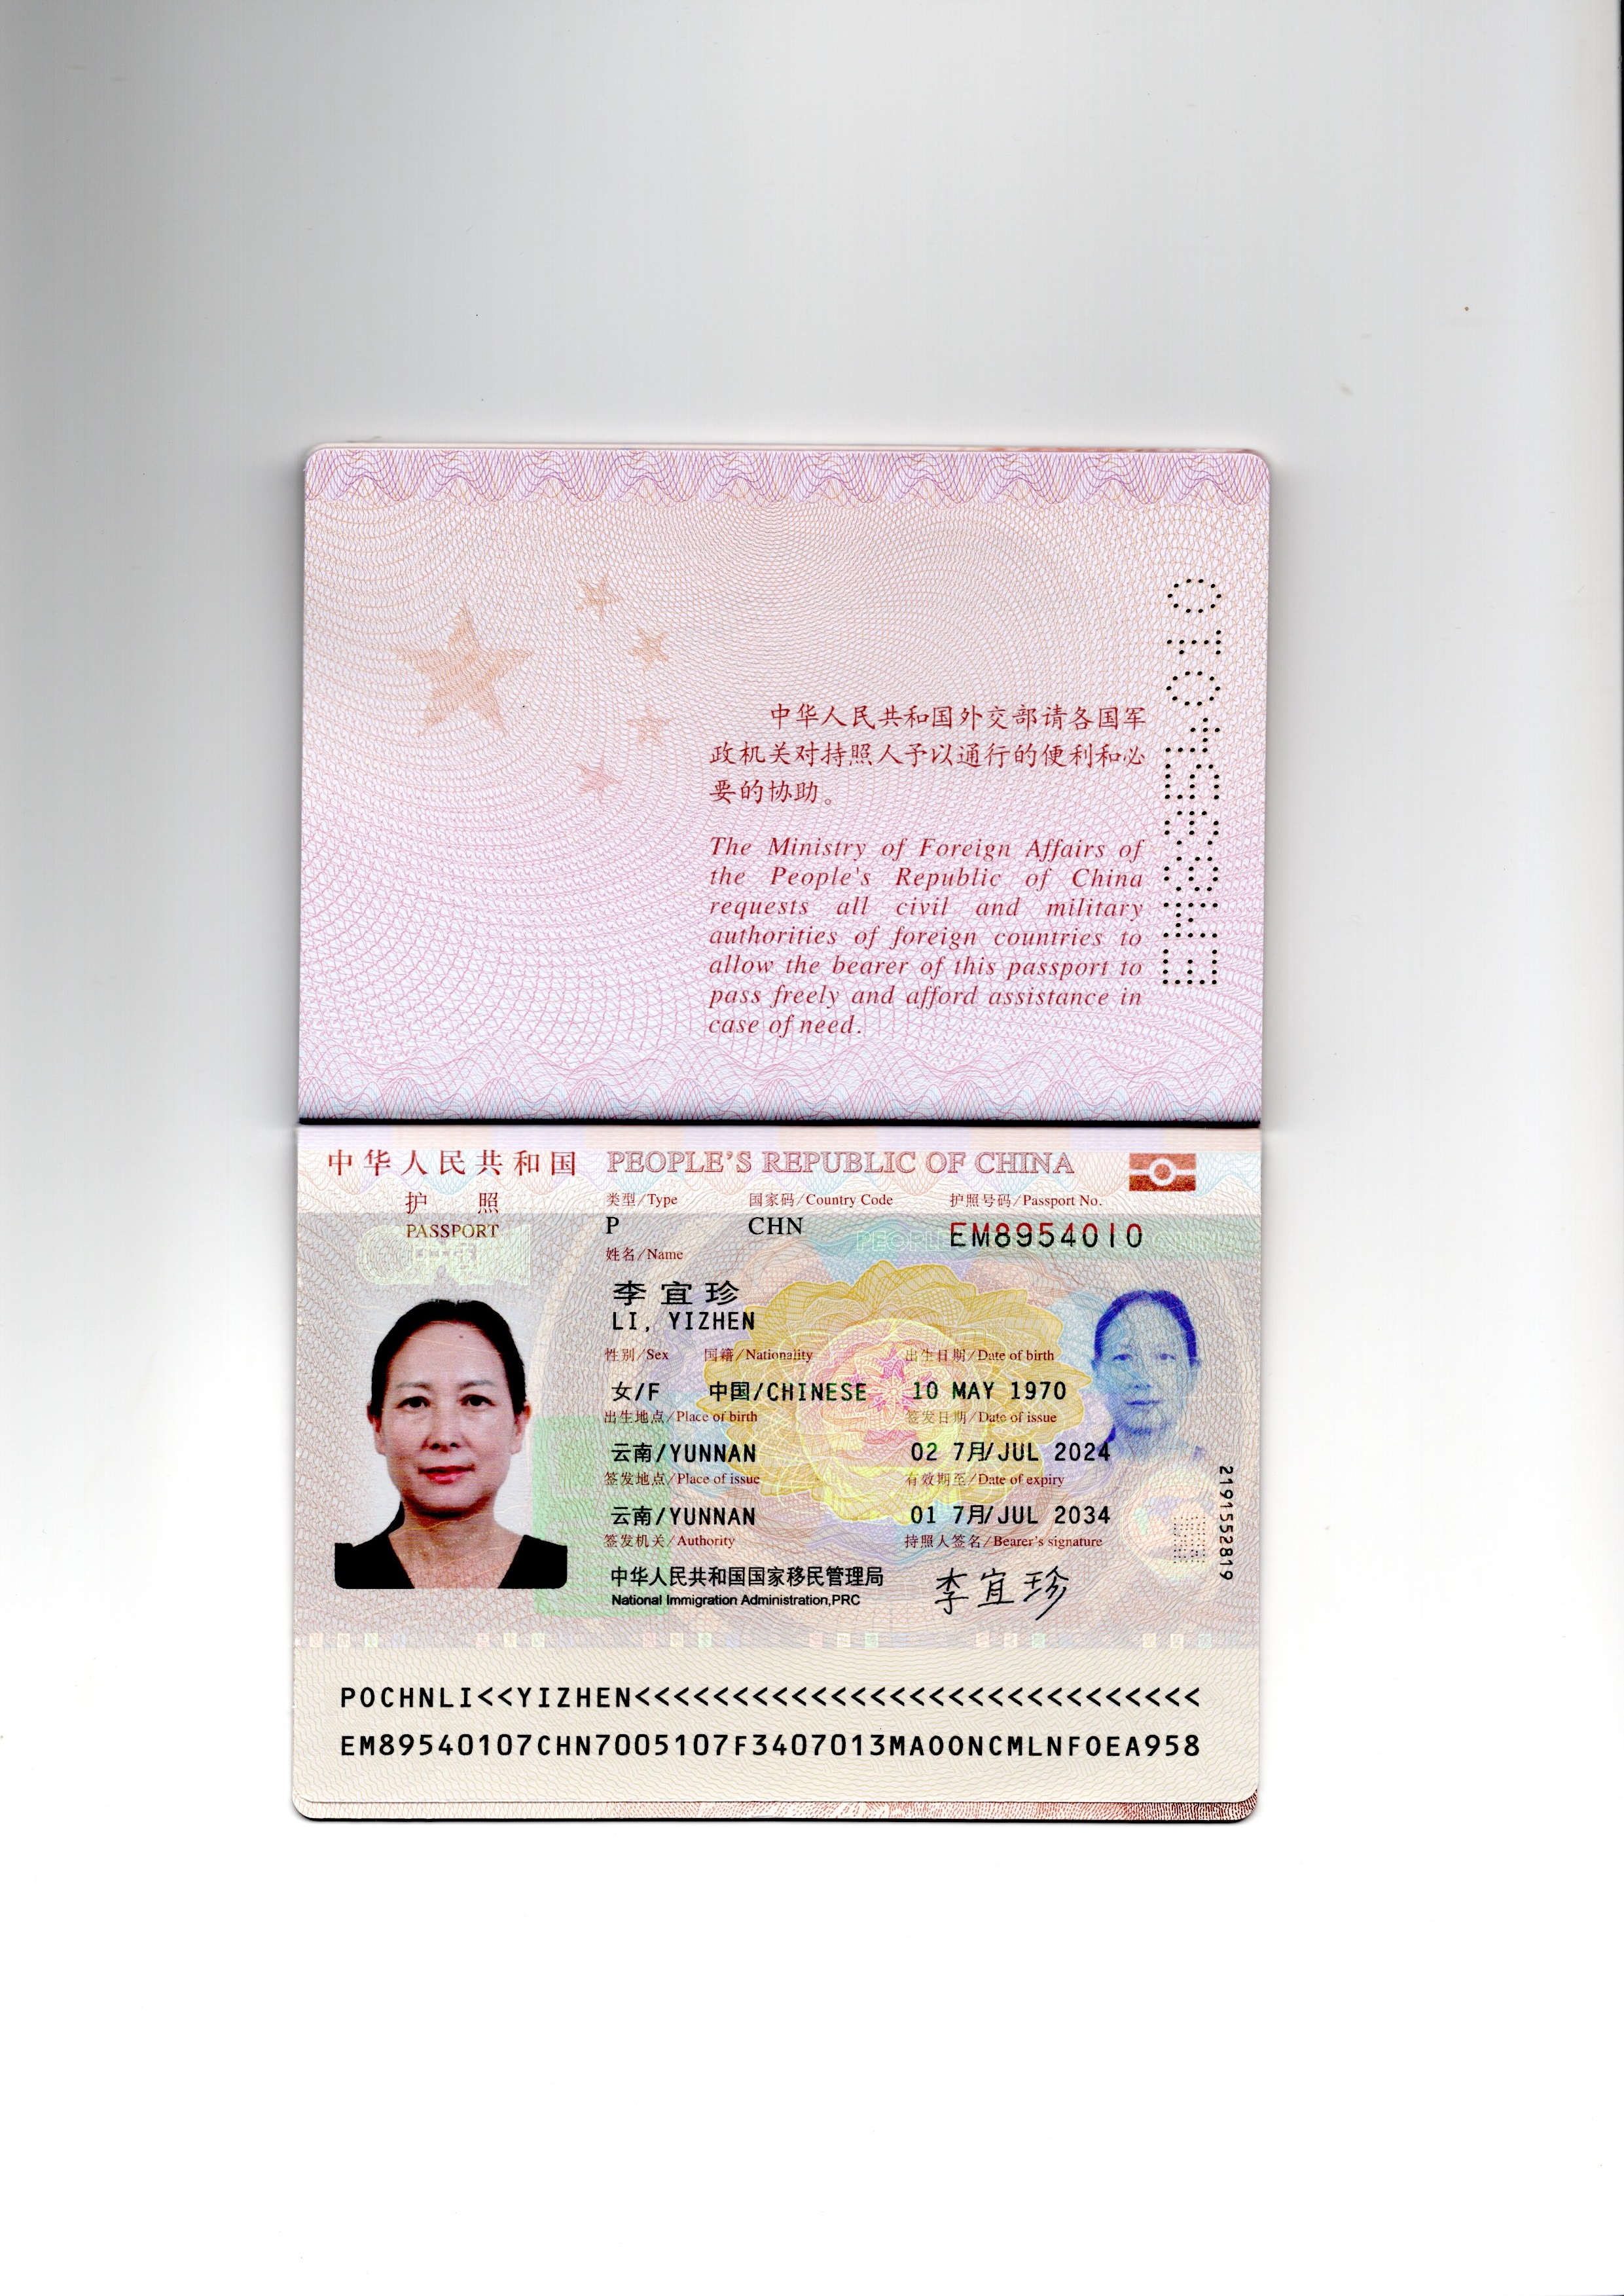 中华人民共和国外交部请各国军
政机关对持照人予以通行的便利和必
要的协助。
The Ministry of Foreign Affairs of
the People's Republic of China
requests all civil and military
authorities of foreign countries to
allow the bearer of this passport to
pass freely and afford assistance in
case of need.
EM8954010
中华人民共和国 PEOPLE'S REPUBLIC OF CHINA
护 照
PASSPORT
类型/Type 国家码/Country Code 护照号码/Passport No.
P CHN EM8954010
姓名/Name
李宜珍
LI, YIZHEN
性别/Sex 国籍/Nationality 出生日期/Date of birth
女/F 中国/CHINESE 10 MAY 1970
出生地点/Place of birth 签发日期/Date of issue
云南/YUNNAN 02 7月/JUL 2024
签发地点/Place of issue 有效期至/Date of expiry
云南/YUNNAN 01 7月/JUL 2034
签发机关/Authority 持照人签名/Bearer's signature
中华人民共和国国家移民管理局
National Immigration Administration,PRC
李宜珍
2191552819
POCHNLI<<YIZHEN<<<<<<<<<<<<<<<<<<<<<<<<<<<<<
EM89540107CHN7005107F3407013MAOONCMLNFOEA958